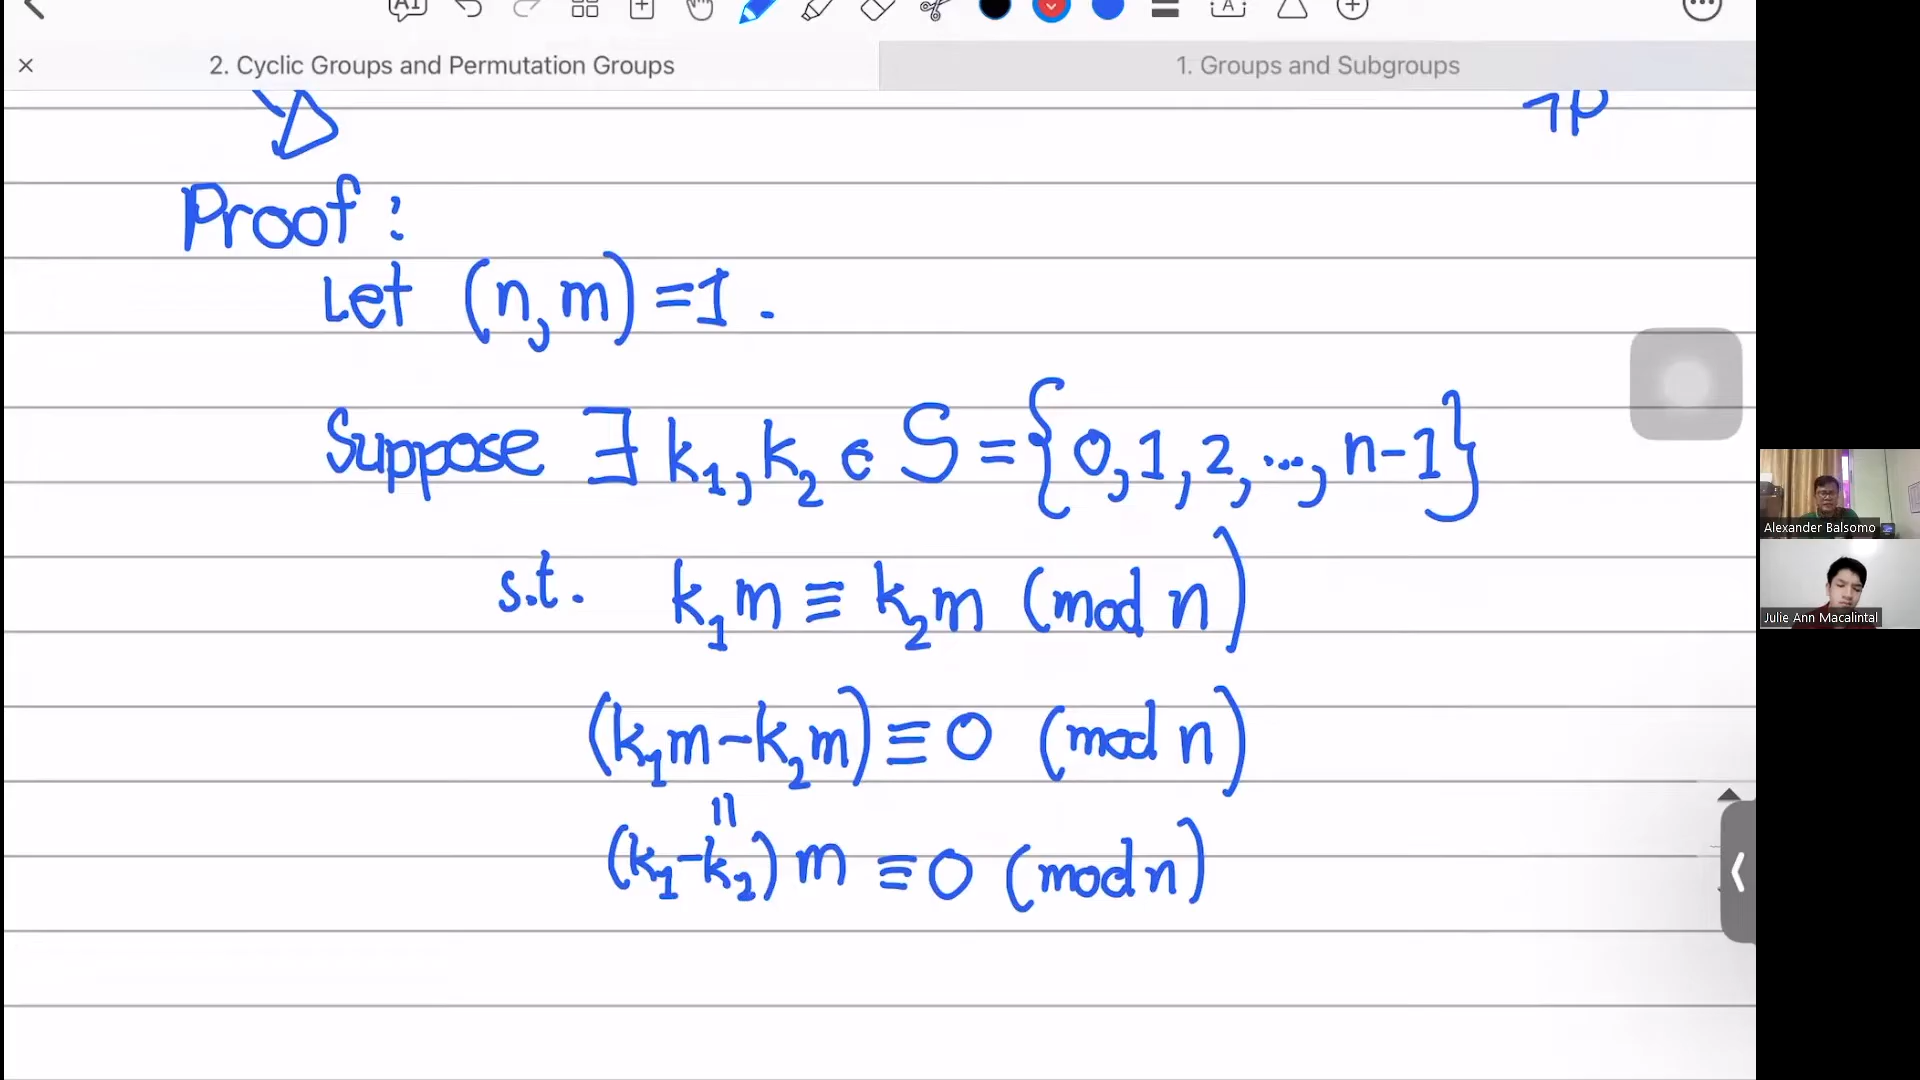 2. Cyclic Groups and Permutation Groups
1. Groups and Subgroups
Proof:
Let (n,m)=1.
Suppose ∃ k₁, k₂ ∈ S = {0,1,2,...,n-1}
s.t. k₁m ≡ k₂m (mod n)
(k₁m-k₂m) ≡ 0 (mod n)
=
(k₁-k₂) m ≡ 0 (mod n)
Alexander Balsomo
Julie Ann Macalintal